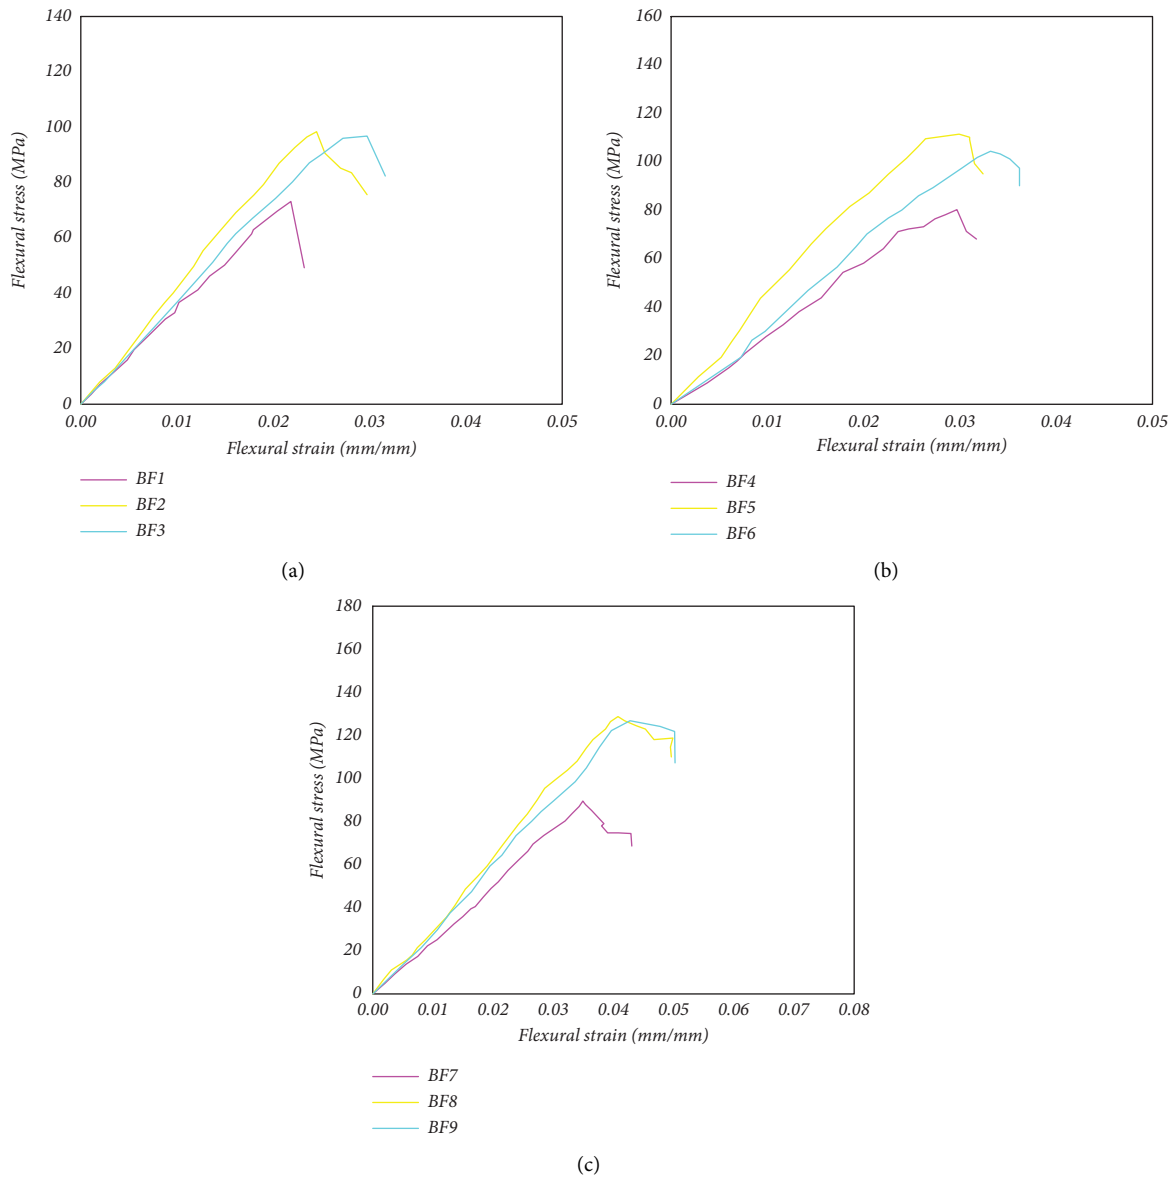 140
120
100
80
60
40
20
0
Flexural stress (MPa)
0.00 0.01 0.02 0.03 0.04 0.05
Flexural strain (mm/mm)
BF1
BF2
BF3
(a)
160
140
120
100
80
60
40
20
0
Flexural stress (MPa)
0.00 0.01 0.02 0.03 0.04 0.05
Flexural strain (mm/mm)
BF4
BF5
BF6
(b)
180
160
140
120
100
80
60
40
20
0
Flexural stress (MPa)
0.00 0.01 0.02 0.03 0.04 0.05 0.06 0.07 0.08
Flexural strain (mm/mm)
BF7
BF8
BF9
(c)